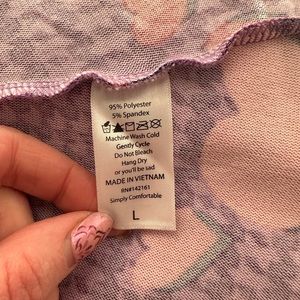 95% Polyester
5% Spandex
Machine Wash Cold
Gently Cycle
Do Not Bleach
Hang Dry
or you'll be sad
MADE IN VIETNAM
RN#142161
Simply Comfortable
L